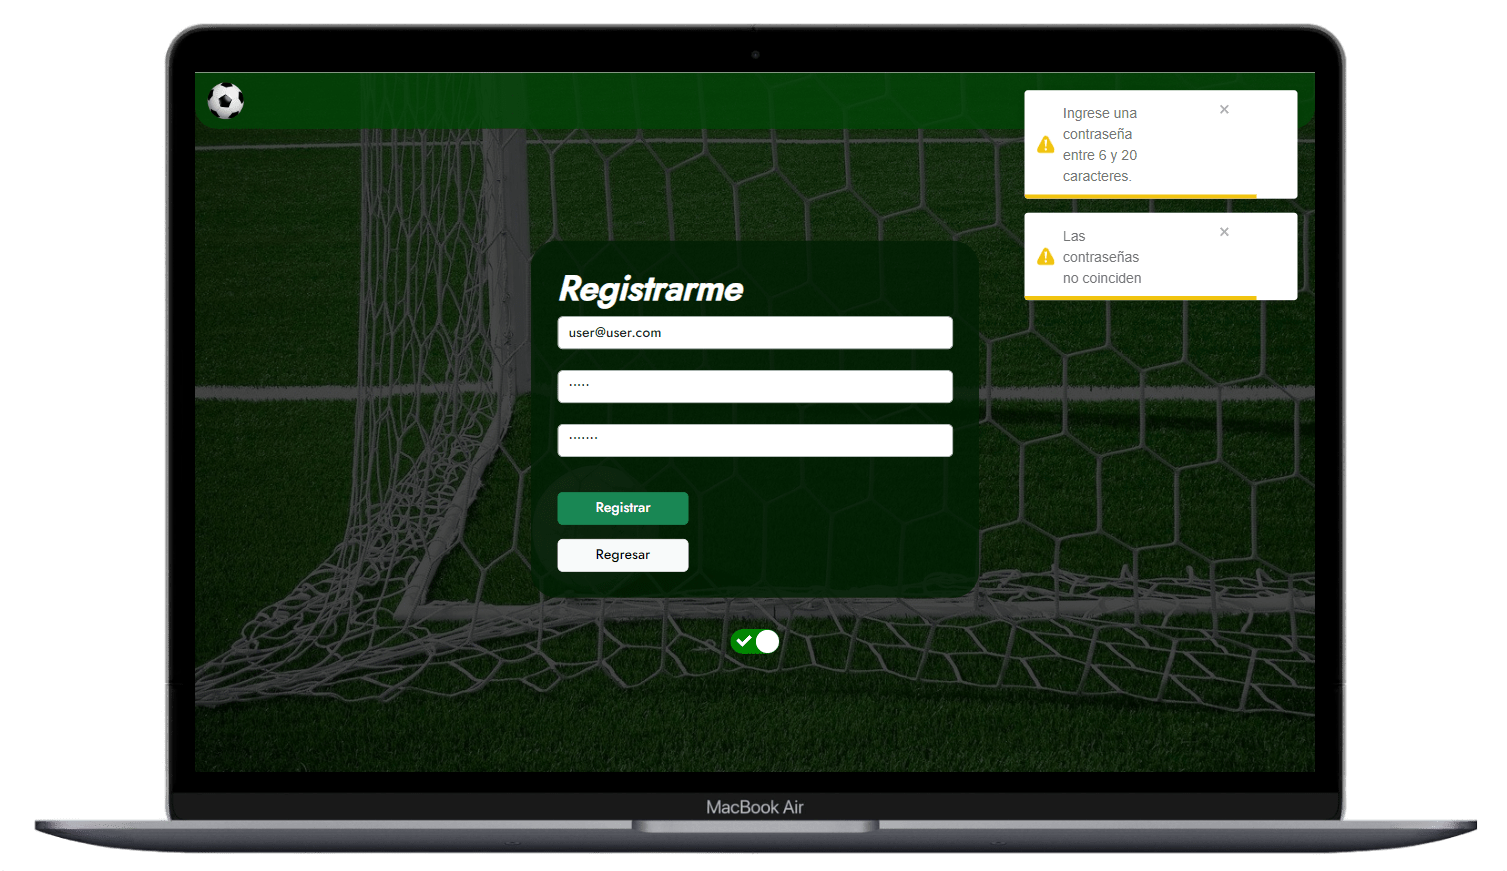 Ingrese una
contraseña
entre 6 y 20
caracteres.
×
Las
contraseñas
no coinciden
×
Registrarme
user@user.com
·····
·······
Registrar
Regresar
MacBook Air